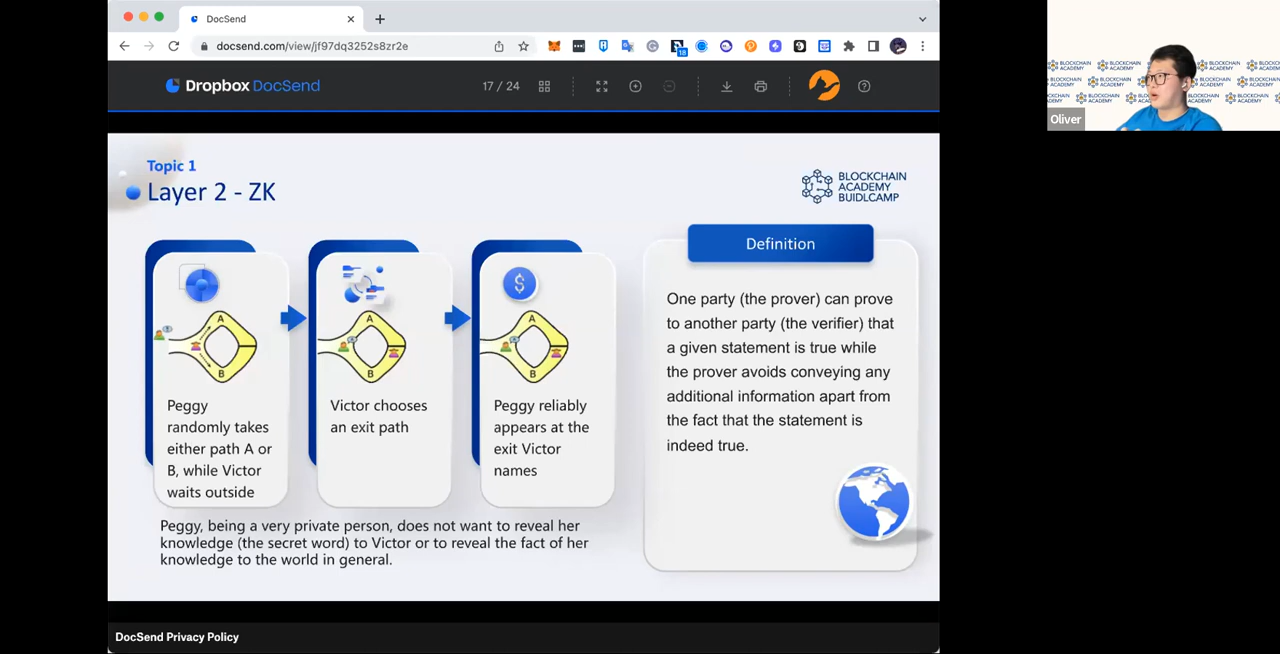 DocSend
docsend.com/view/jf97dq3252s8zr2e
18
Dropbox DocSend
17 / 24
Topic 1
Layer 2 - ZK
BLOCKCHAIN
ACADEMY
BUIDLCAMP
A
B
Peggy
randomly takes
either path A or
B, while Victor
waits outside
A
B
Victor chooses
an exit path
$
A
B
Peggy reliably
appears at the
exit Victor
names
Peggy, being a very private person, does not want to reveal her
knowledge (the secret word) to Victor or to reveal the fact of her
knowledge to the world in general.
Definition
One party (the prover) can prove
to another party (the verifier) that
a given statement is true while
the prover avoids conveying any
additional information apart from
the fact that the statement is
indeed true.
DocSend Privacy Policy
BLOCKCHAIN
ACADEMY
Oliver